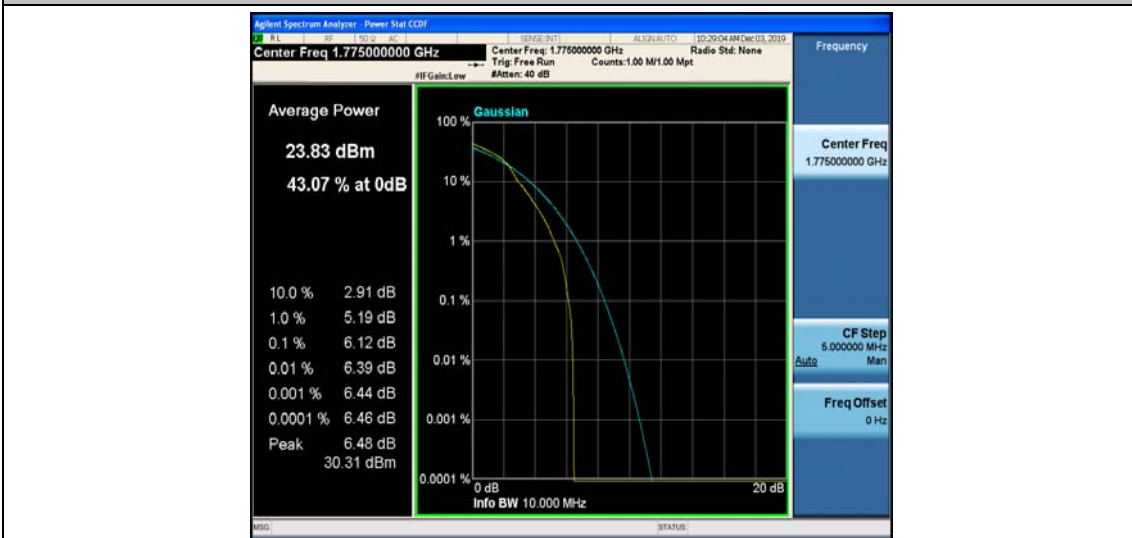 Agilent Spectrum Analyzer - Power Stat CCDF
RL RF 50 Ω AC SENSE:INT ALIGN AUTO 10:29:04 AM Dec 03, 2019
Center Freq 1.775000000 GHz
Center Freq: 1.775000000 GHz Radio Std: None
Trig: Free Run Counts:1.00 M/1.00 Mpt
#IFGain:Low #Atten: 40 dB
Frequency
Average Power
23.83 dBm
43.07 % at 0dB
10.0 % 2.91 dB
1.0 % 5.19 dB
0.1 % 6.12 dB
0.01 % 6.39 dB
0.001 % 6.44 dB
0.0001 % 6.46 dB
Peak 6.48 dB
30.31 dBm
Gaussian
100 %
10 %
1 %
0.1 %
0.01 %
0.001 %
0.0001 %
0 dB 20 dB
Info BW 10.000 MHz
Center Freq
1.775000000 GHz
CF Step
5.000000 MHz
Auto Man
Freq Offset
0 Hz
MSG STATUS